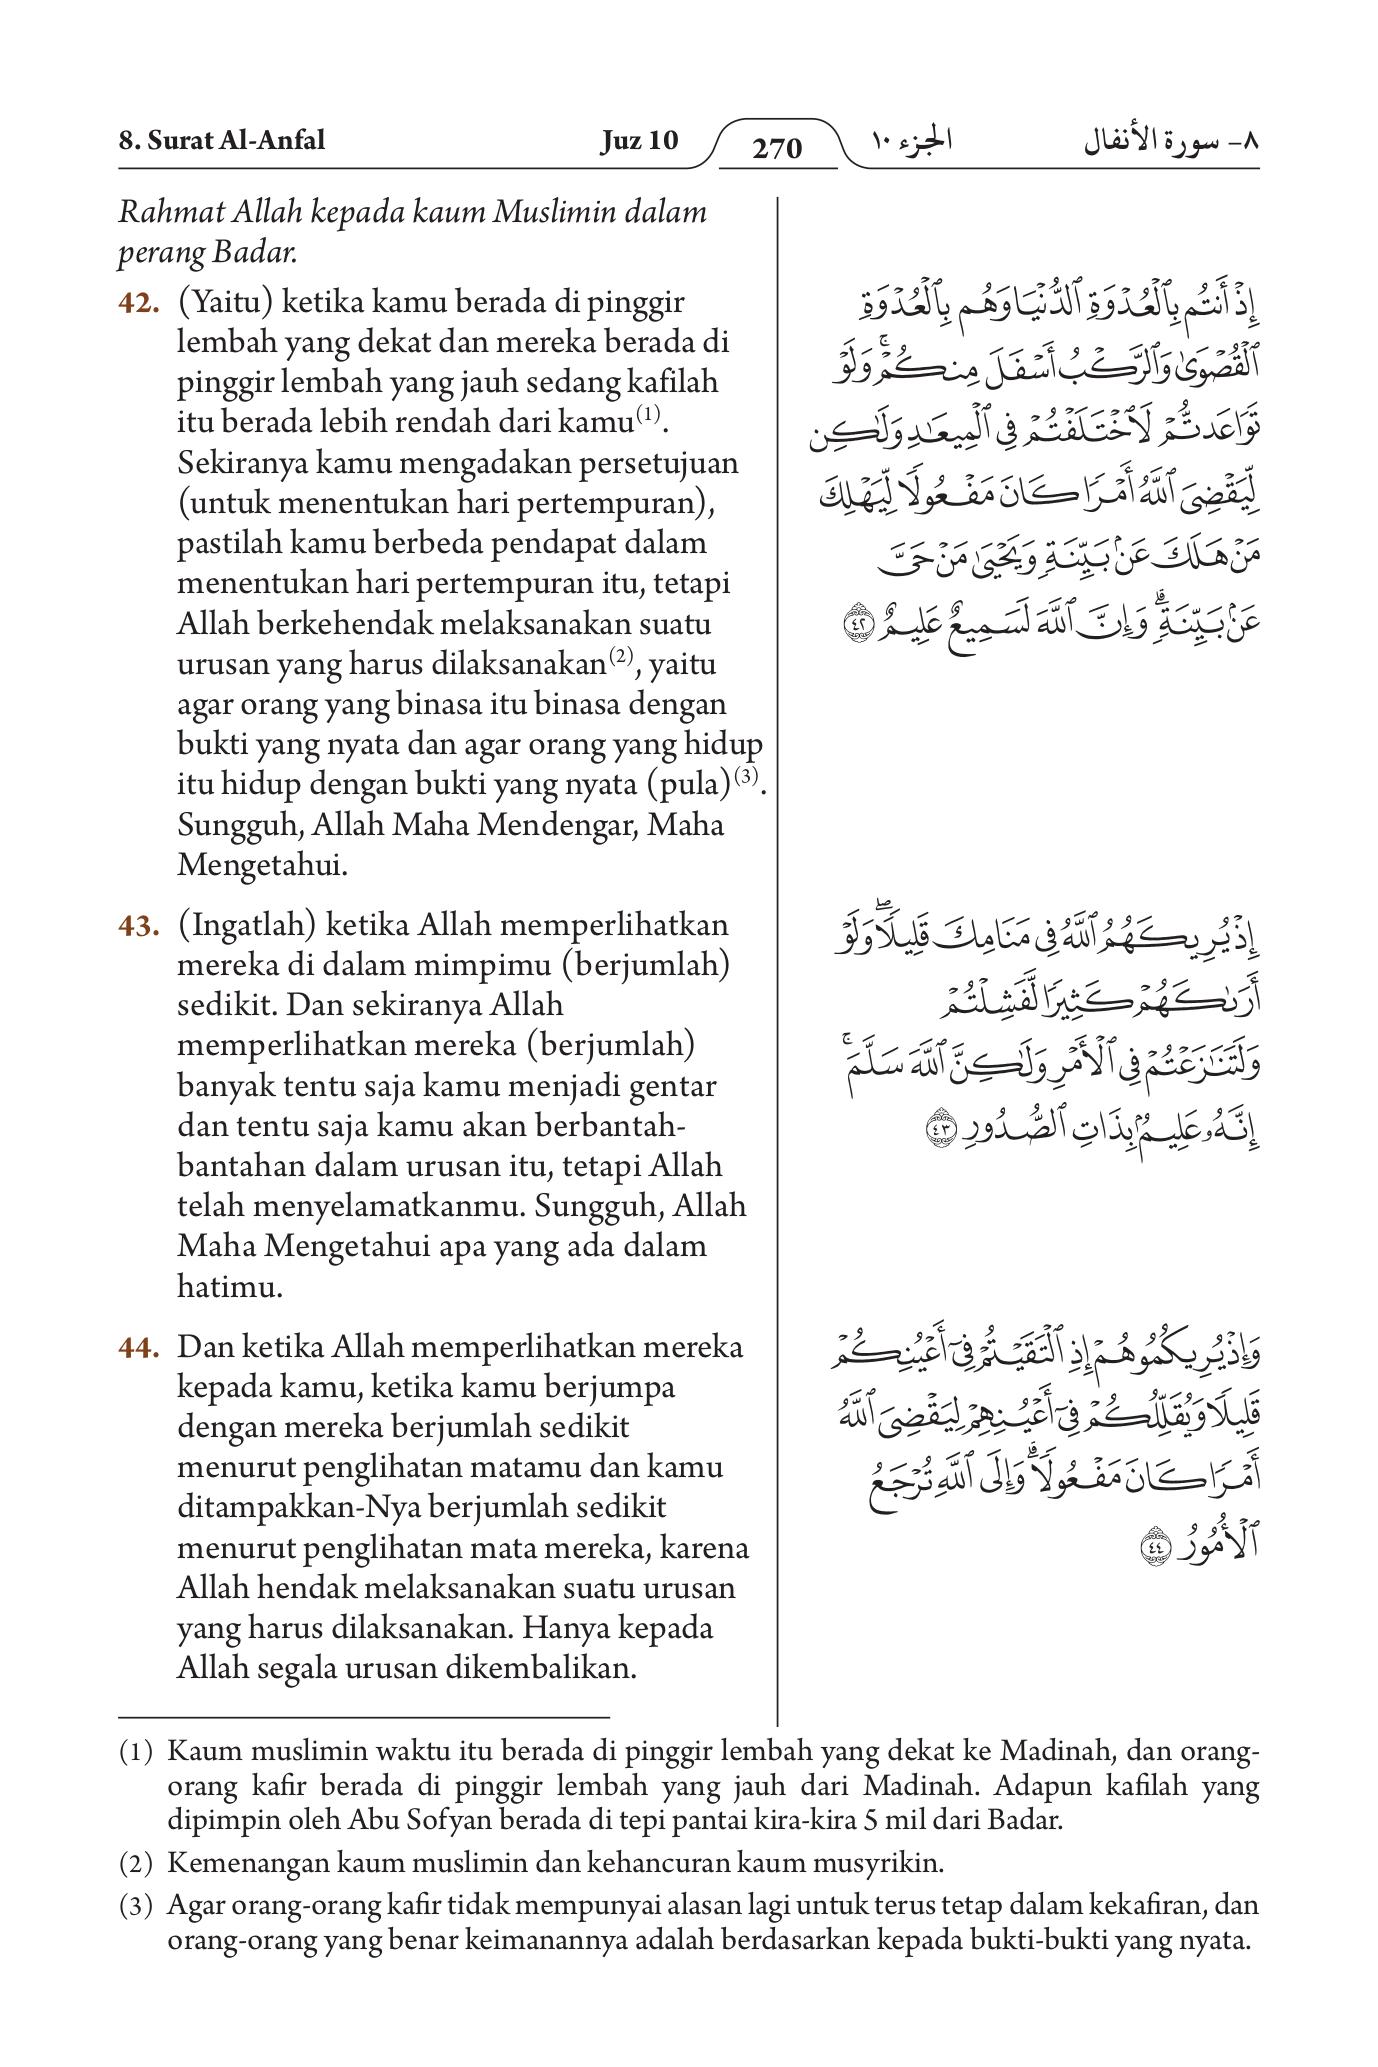 8. Surat Al-Anfal
Juz 10
270
الجزء ١٠
٨- سورة الأنفال
Rahmat Allah kepada kaum Muslimin dalam
perang Badar.
42. (Yaitu) ketika kamu berada di pinggir
lembah yang dekat dan mereka berada di
pinggir lembah yang jauh sedang kafilah
itu berada lebih rendah dari kamu(1).
Sekiranya kamu mengadakan persetujuan
(untuk menentukan hari pertempuran),
pastilah kamu berbeda pendapat dalam
menentukan hari pertempuran itu, tetapi
Allah berkehendak melaksanakan suatu
urusan yang harus dilaksanakan(2), yaitu
agar orang yang binasa itu binasa dengan
bukti yang nyata dan agar orang yang hidup
itu hidup dengan bukti yang nyata (pula)(3).
Sungguh, Allah Maha Mendengar, Maha
Mengetahui.
43. (Ingatlah) ketika Allah memperlihatkan
mereka di dalam mimpimu (berjumlah)
sedikit. Dan sekiranya Allah
memperlihatkan mereka (berjumlah)
banyak tentu saja kamu menjadi gentar
dan tentu saja kamu akan berbantah-
bantahan dalam urusan itu, tetapi Allah
telah menyelamatkanmu. Sungguh, Allah
Maha Mengetahui apa yang ada dalam
hatimu.
44. Dan ketika Allah memperlihatkan mereka
kepada kamu, ketika kamu berjumpa
dengan mereka berjumlah sedikit
menurut penglihatan matamu dan kamu
ditampakkan-Nya berjumlah sedikit
menurut penglihatan mata mereka, karena
Allah hendak melaksanakan suatu urusan
yang harus dilaksanakan. Hanya kepada
Allah segala urusan dikembalikan.
إِذْ أَنتُم بِٱلْعُدْوَةِ ٱلدُّنْيَا وَهُم بِٱلْعُدْوَةِ
ٱلْقُصْوَىٰ وَٱلرَّكْبُ أَسْفَلَ مِنكُمْۚ وَلَوْ
تَوَاعَدتُّمْ لَٱخْتَلَفْتُمْ فِى ٱلْمِيعَـٰدِ وَلَـٰكِن
لِّيَقْضِىَ ٱللَّهُ أَمْرًا كَانَ مَفْعُولًا لِّيَهْلِكَ
مَنْ هَلَكَ عَنۢ بَيِّنَةٍ وَيَحْيَىٰ مَنْ حَىَّ
عَنۢ بَيِّنَةٍۗ وَإِنَّ ٱللَّهَ لَسَمِيعٌ عَلِيمٌ ٤٢
إِذْ يُرِيكَهُمُ ٱللَّهُ فِى مَنَامِكَ قَلِيلًاۖ وَلَوْ
أَرَىٰكَهُمْ كَثِيرًا لَّفَشِلْتُمْ
وَلَتَنَـٰزَعْتُمْ فِى ٱلْأَمْرِ وَلَـٰكِنَّ ٱللَّهَ سَلَّمَۚ
إِنَّهُۥ عَلِيمٌۢ بِذَاتِ ٱلصُّدُورِ ٤٣
وَإِذْ يُرِيكُمُوهُمْ إِذِ ٱلْتَقَيْتُمْ فِىٓ أَعْيُنِكُمْ
قَلِيلًا وَيُقَلِّلُكُمْ فِىٓ أَعْيُنِهِمْ لِيَقْضِىَ ٱللَّهُ
أَمْرًا كَانَ مَفْعُولًاۗ وَإِلَى ٱللَّهِ تُرْجَعُ
ٱلْأُمُورُ ٤٤
(1) Kaum muslimin waktu itu berada di pinggir lembah yang dekat ke Madinah, dan orang-
orang kafir berada di pinggir lembah yang jauh dari Madinah. Adapun kafilah yang
dipimpin oleh Abu Sofyan berada di tepi pantai kira-kira 5 mil dari Badar.
(2) Kemenangan kaum muslimin dan kehancuran kaum musyrikin.
(3) Agar orang-orang kafir tidak mempunyai alasan lagi untuk terus tetap dalam kekafiran, dan
orang-orang yang benar keimanannya adalah berdasarkan kepada bukti-bukti yang nyata.